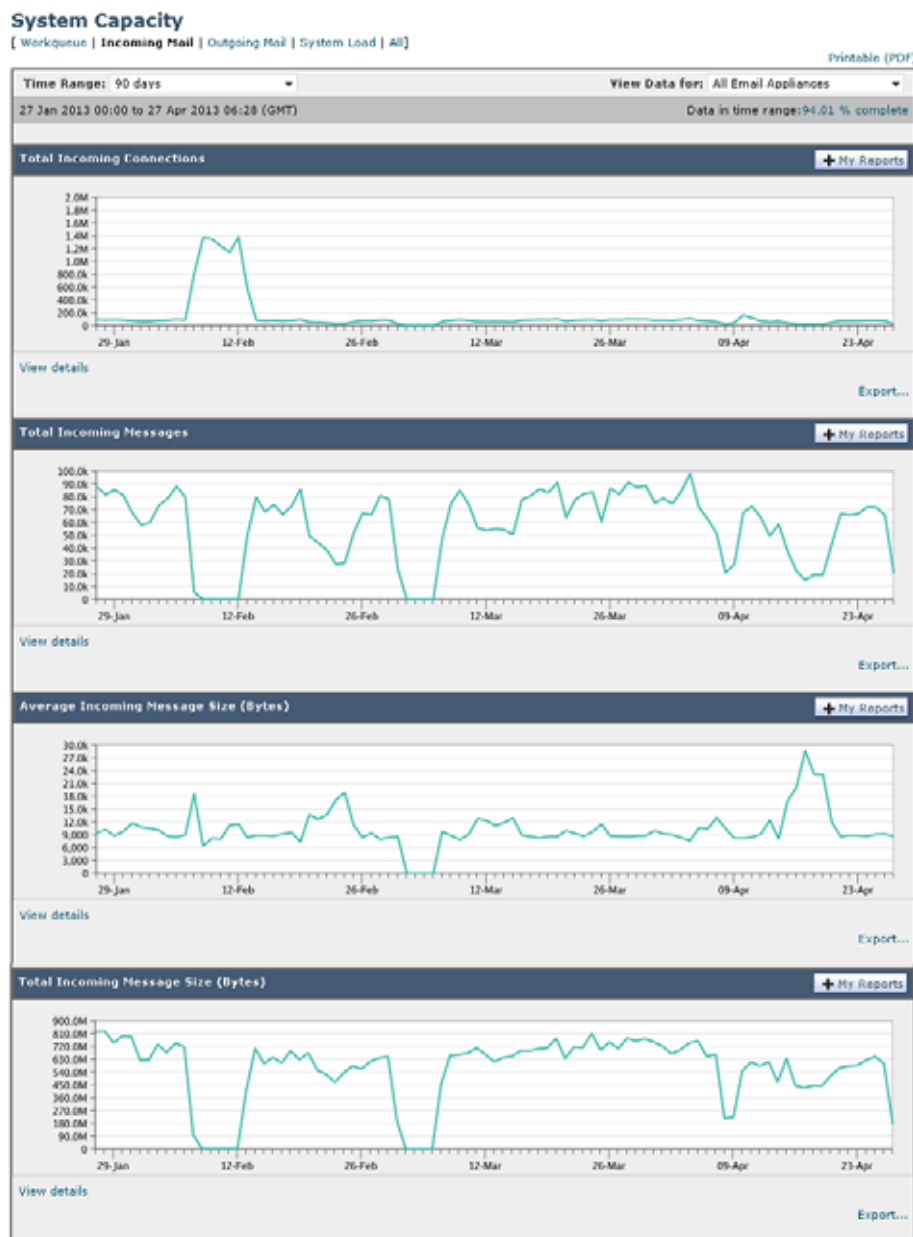 System Capacity
[ Workqueue | Incoming Mail | Outgoing Mail | System Load | All]
Printable (PDF)
Time Range: 90 days View Data for: All Email Appliances
27 Jan 2013 00:00 to 27 Apr 2013 06:28 (GMT) Data in time range:94.01 % complete
Total Incoming Connections + My Reports
2.0M
1.8M
1.6M
1.4M
1.2M
1.0M
800.0k
600.0k
400.0k
200.0k
0
29-Jan 12-Feb 26-Feb 12-Mar 26-Mar 09-Apr 23-Apr
View details
Export...
Total Incoming Messages + My Reports
100.0k
90.0k
80.0k
70.0k
60.0k
50.0k
40.0k
30.0k
20.0k
10.0k
0
29-Jan 12-Feb 26-Feb 12-Mar 26-Mar 09-Apr 23-Apr
View details
Export...
Average Incoming Message Size (Bytes) + My Reports
30.0k
27.0k
24.0k
21.0k
18.0k
15.0k
12.0k
9,000
6,000
3,000
0
29-Jan 12-Feb 26-Feb 12-Mar 26-Mar 09-Apr 23-Apr
View details
Export...
Total Incoming Message Size (Bytes) + My Reports
900.0M
810.0M
720.0M
630.0M
540.0M
450.0M
360.0M
270.0M
180.0M
90.0M
0
29-Jan 12-Feb 26-Feb 12-Mar 26-Mar 09-Apr 23-Apr
View details
Export...